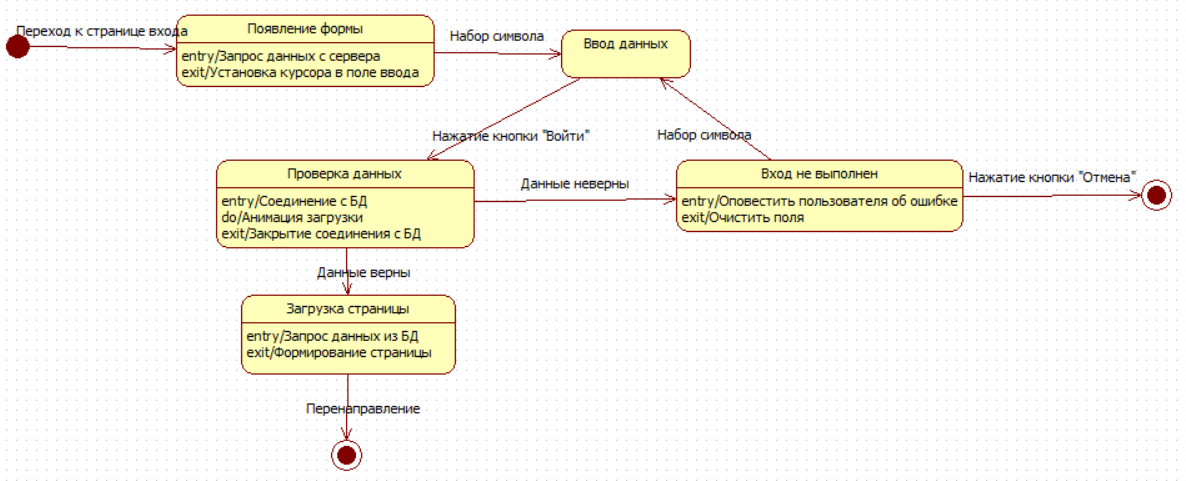 Переход к странице входа
Появление формы
entry/Запрос данных с сервера
exit/Установка курсора в поле ввода
Набор символа
Ввод данных
Нажатие кнопки "Войти"
Набор символа
Проверка данных
entry/Соединение с БД
do/Анимация загрузки
exit/Закрытие соединения с БД
Данные неверны
Вход не выполнен
entry/Оповестить пользователя об ошибке
exit/Очистить поля
Нажатие кнопки "Отмена"
Данные верны
Загрузка страницы
entry/Запрос данных из БД
exit/Формирование страницы
Перенаправление